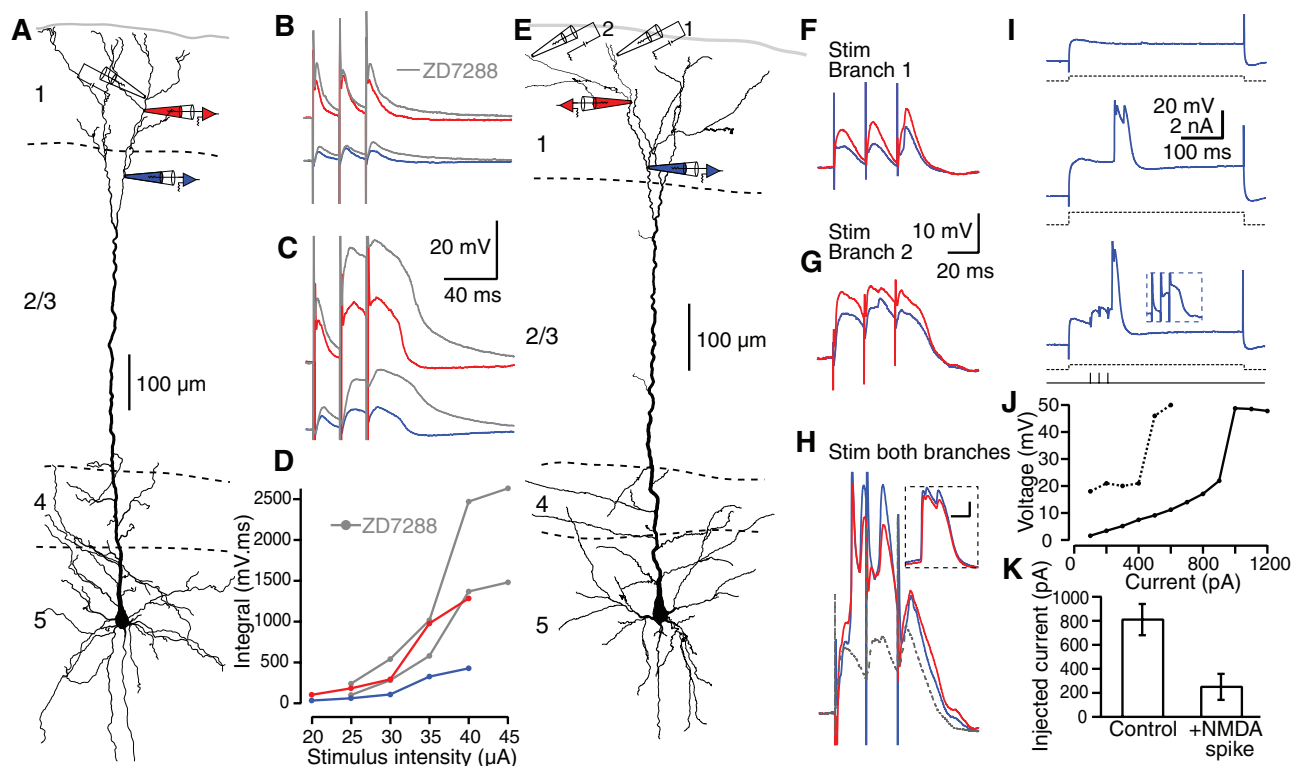 A
1
2/3
100 µm
4
5
B
ZD7288
C
20 mV
40 ms
D
ZD7288
Integral (mV.ms)
2500
2000
1500
1000
500
0
20 25 30 35 40 45
Stimulus intensity (µA)
E
2
1
1
2/3
100 µm
4
5
F
Stim
Branch 1
10 mV
20 ms
Stim
Branch 2
G
H
Stim both branches
I
20 mV
2 nA
100 ms
J
Voltage (mV)
50
40
30
20
10
0
0 400 800 1200
Current (pA)
K
Injected current (pA)
1000
800
600
400
200
0
Control
+NMDA
spike